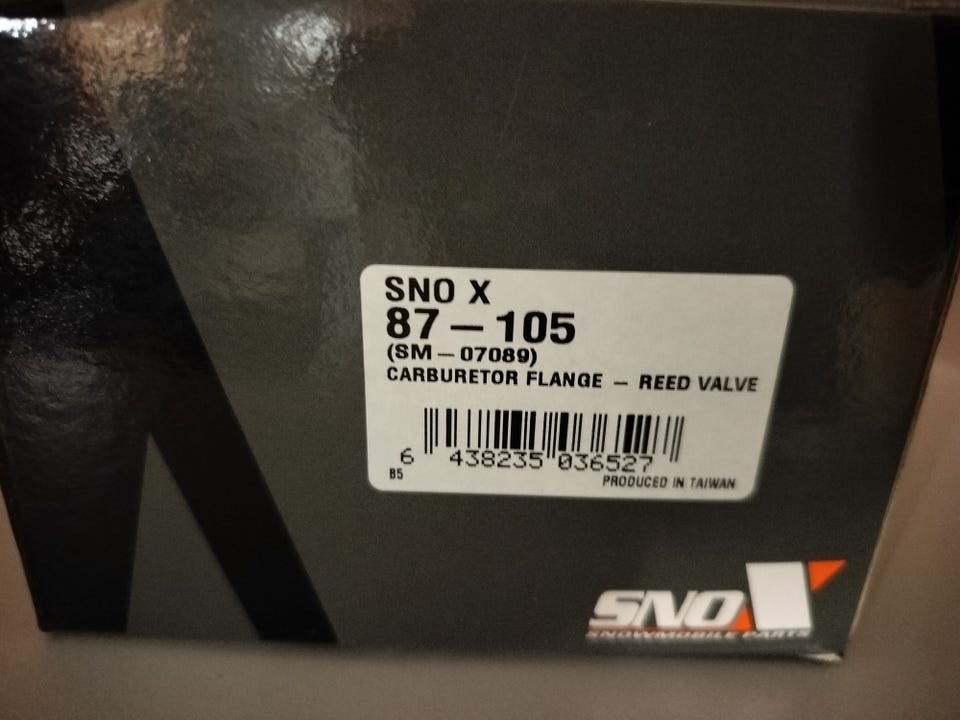 SNO X
87 – 105
(SM – 07089)
CARBURETOR FLANGE – REED VALVE
6 438235 036527
B5
PRODUCED IN TAIWAN
SNO X
SNOWMOBILE PARTS